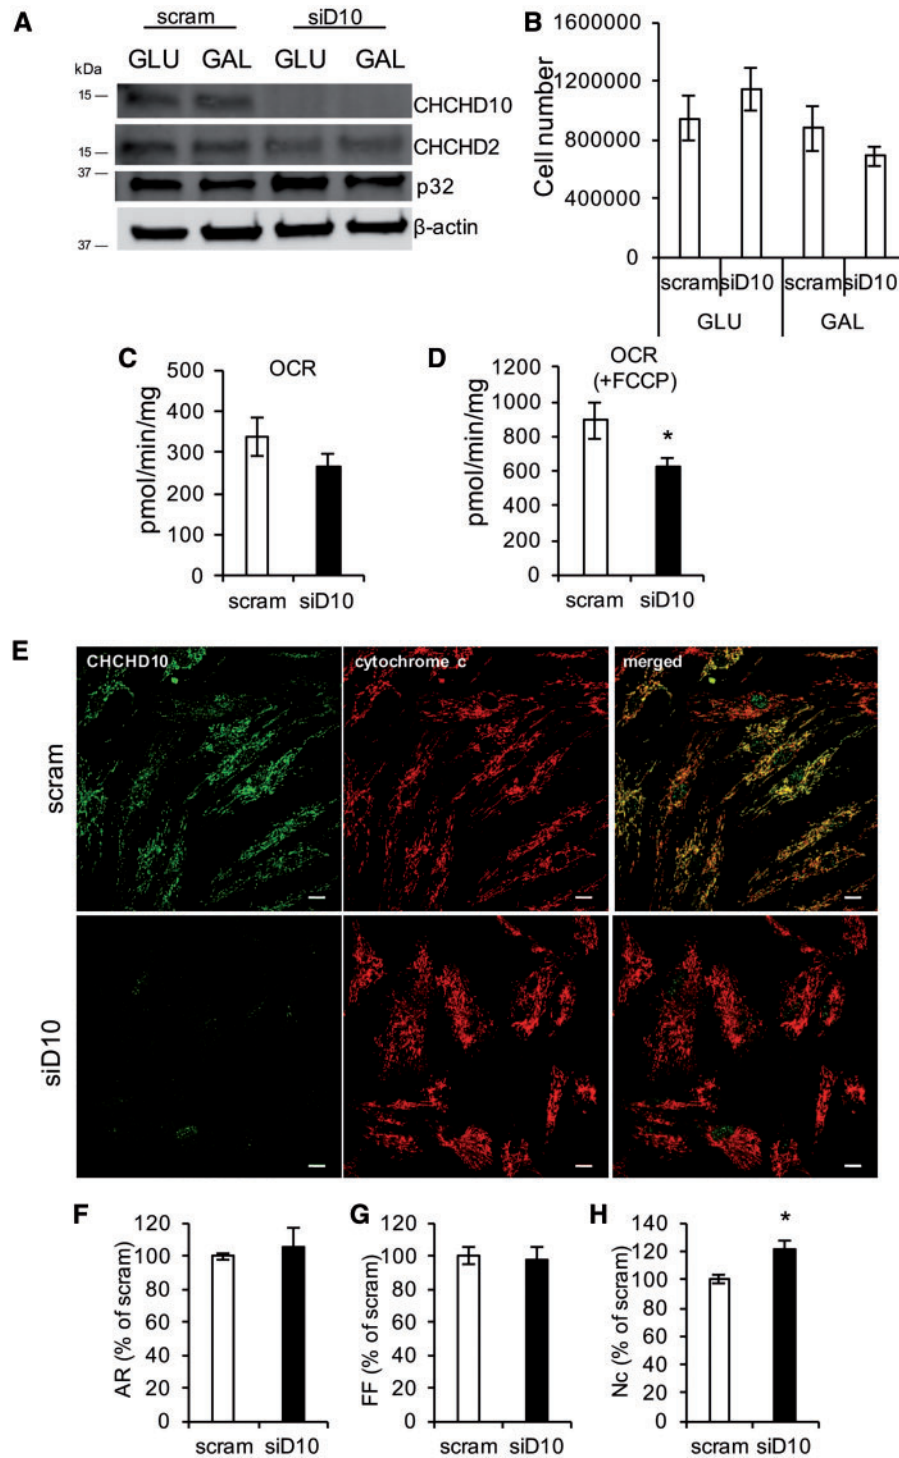 A
scram siD10
GLU GAL GLU GAL
kDa
15 CHCHD10
CHCHD2
15
37
p32
β-actin
37
B
Cell number
1600000
1200000
800000
400000
0
scram siD10 scram siD10
GLU GAL
C
OCR
pmol/min/mg
500
400
300
200
100
0
scram siD10
D
OCR
(+FCCP)
pmol/min/mg
1200
1000
800
600
400
200
0
*
scram siD10
E
scram
CHCHD10 cytochrome c merged
siD10
F
AR (% of scram)
120
100
80
60
40
20
0
scram siD10
G
FF (% of scram)
120
100
80
60
40
20
0
scram siD10
H
Nc (% of scram)
140
120
100
80
60
40
20
0
*
scram siD10